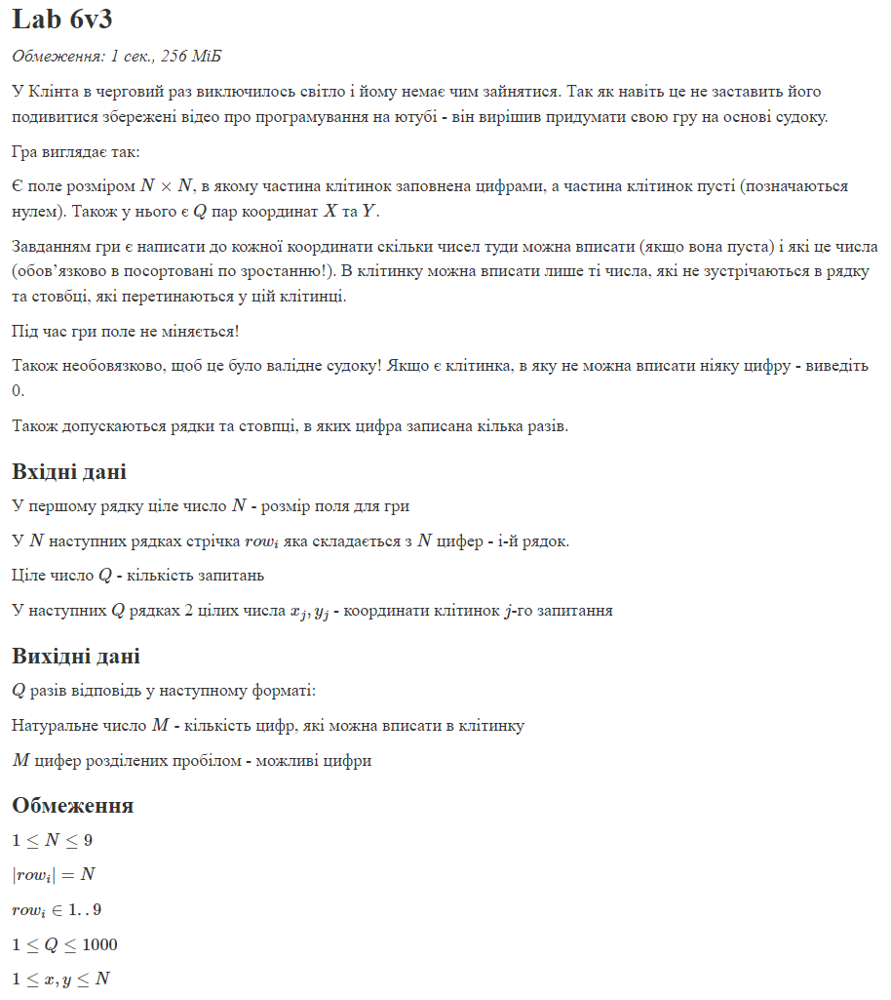 Lab 6v3
Обмеження: 1 сек., 256 МіБ
У Клінта в черговий раз виключилось світло і йому немає чим зайнятися. Так як навіть це не заставить його
подивитися збережені відео про програмування на ютубі - він вирішив придумати свою гру на основі судоку.
Гра виглядає так:
Є поле розміром N × N, в якому частина клітинок заповнена цифрами, а частина клітинок пусті (позначаються
нулем). Також у нього є Q пар координат X та Y.
Завданням гри є написати до кожної координати скільки чисел туди можна вписати (якщо вона пуста) і які це числа
(обов’язково в посортовані по зростанню!). В клітинку можна вписати лише ті числа, які не зустрічаються в рядку
та стовбці, які перетинаються у цій клітинці.
Під час гри поле не міняється!
Також необовязково, щоб це було валідне судоку! Якщо є клітинка, в яку не можна вписати ніяку цифру - виведіть
0.
Також допускаються рядки та стовпці, в яких цифра записана кілька разів.
Вхідні дані
У першому рядку ціле число N - розмір поля для гри
У N наступних рядках стрічка row_i яка складається з N цифер - i-й рядок.
Ціле число Q - кількість запитань
У наступних Q рядках 2 цілих числа x_j, y_j - координати клітинок j-го запитання
Вихідні дані
Q разів відповідь у наступному форматі:
Натуральне число M - кількість цифр, які можна вписати в клітинку
M цифер розділених пробілом - можливі цифри
Обмеження
1 ≤ N ≤ 9
|row_i| = N
row_i ∈ 1..9
1 ≤ Q ≤ 1000
1 ≤ x, y ≤ N